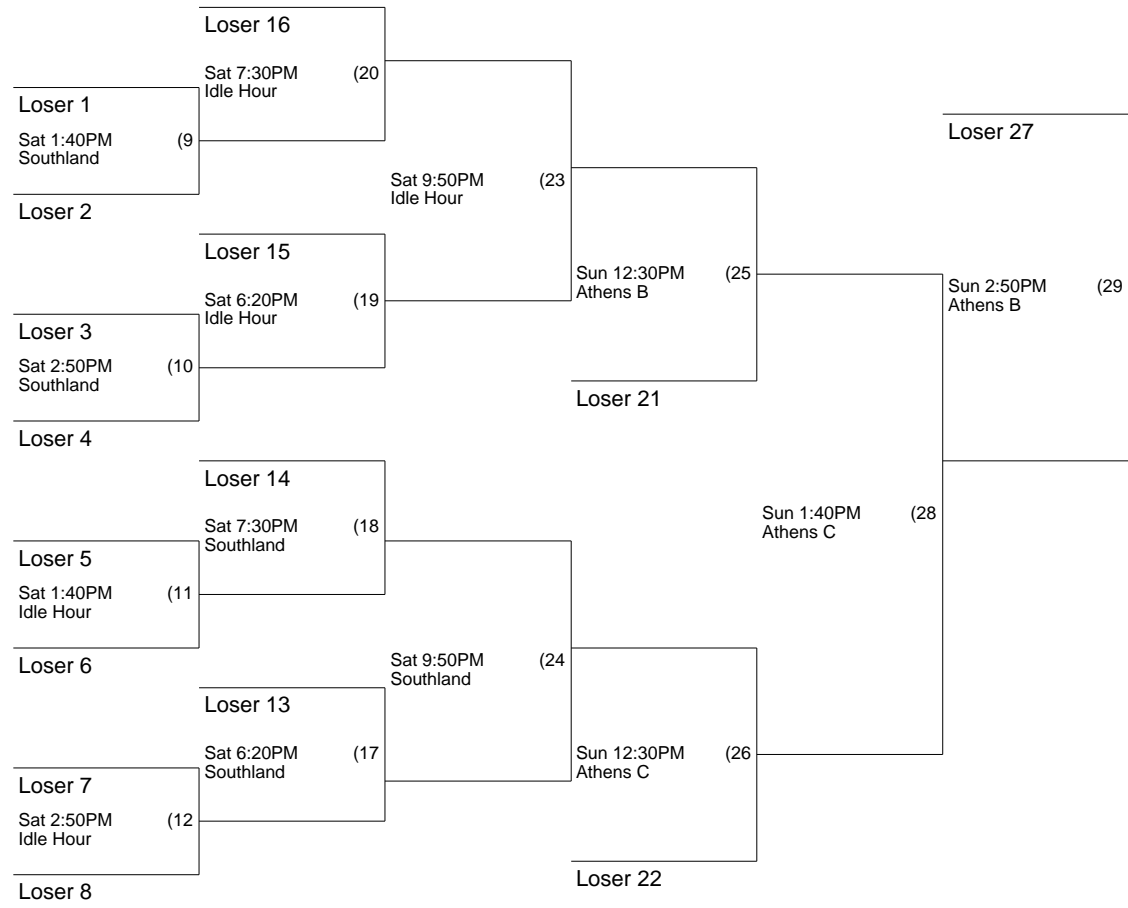 Loser 16
Sat 7:30PM (20
Idle Hour
Loser 1
Sat 1:40PM (9
Southland
Loser 2
Loser 27
Sat 9:50PM (23
Idle Hour
Loser 15
Sat 6:20PM (19
Idle Hour
Sun 12:30PM (25
Athens B
Sun 2:50PM (29
Athens B
Loser 3
Sat 2:50PM (10
Southland
Loser 4
Loser 21
Loser 14
Sat 7:30PM (18
Southland
Sun 1:40PM (28
Athens C
Loser 5
Sat 1:40PM (11
Idle Hour
Loser 6
Sat 9:50PM (24
Southland
Loser 13
Sat 6:20PM (17
Southland
Sun 12:30PM (26
Athens C
Loser 7
Sat 2:50PM (12
Idle Hour
Loser 8
Loser 22